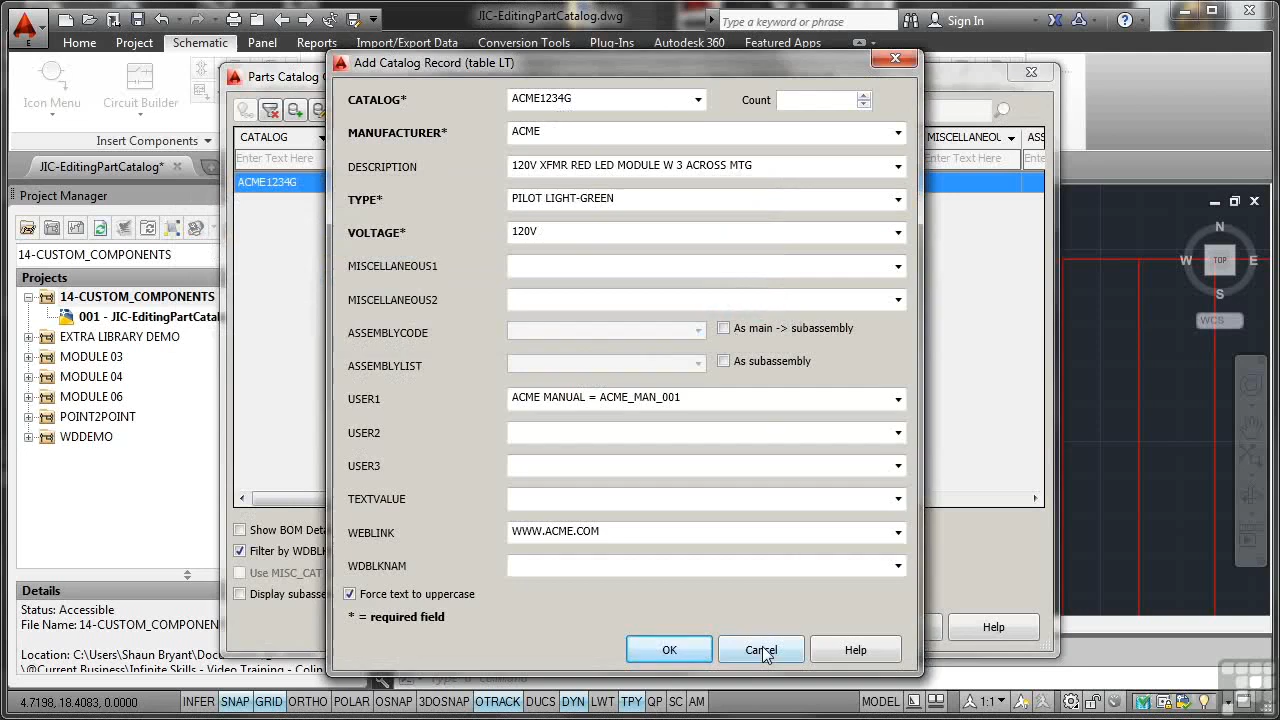 JIC-EditingPartCatalog.dwg
Type a keyword or phrase
Sign In
E
Home Project Schematic Panel Reports Import/Export Data Conversion Tools Plug-Ins Autodesk 360 Featured Apps
Icon Menu
Circuit Builder
Insert Components
JIC-EditingPartCatalog*
Project Manager
14-CUSTOM_COMPONENTS
Projects
14-CUSTOM_COMPONENTS
001 - JIC-EditingPartCatal
EXTRA LIBRARY DEMO
MODULE 03
MODULE 04
MODULE 06
POINT2POINT
WDDEMO
Details
Status: Accessible
File Name: 14-CUSTOM_COMPONEN
Location: C:\Users\Shaun Bryant\Doc
\@Current Business\Infinite Skills - Video Training - Colin
Parts Catalog
CATALOG
MISCELLANEOU
ASS
Enter Text Here
Enter Text Here
Ente
ACME1234G
Show BOM Deta
Filter by WDBLK
Use MISC_CAT
Display subasse
Help
Add Catalog Record (table LT)
CATALOG* ACME1234G Count
MANUFACTURER* ACME
DESCRIPTION 120V XFMR RED LED MODULE W 3 ACROSS MTG
TYPE* PILOT LIGHT-GREEN
VOLTAGE* 120V
MISCELLANEOUS1
MISCELLANEOUS2
ASSEMBLYCODE As main -> subassembly
ASSEMBLYLIST As subassembly
USER1 ACME MANUAL = ACME_MAN_001
USER2
USER3
TEXTVALUE
WEBLINK WWW.ACME.COM
WDBLKNAM
Force text to uppercase
* = required field
OK Cancel Help
N
W TOP E
S
WCS
Type a command
4.7198, 18.4083, 0.0000 INFER SNAP GRID ORTHO POLAR OSNAP 3DOSNAP OTRACK DUCS DYN LWT TPY QP SC AM MODEL 1:1